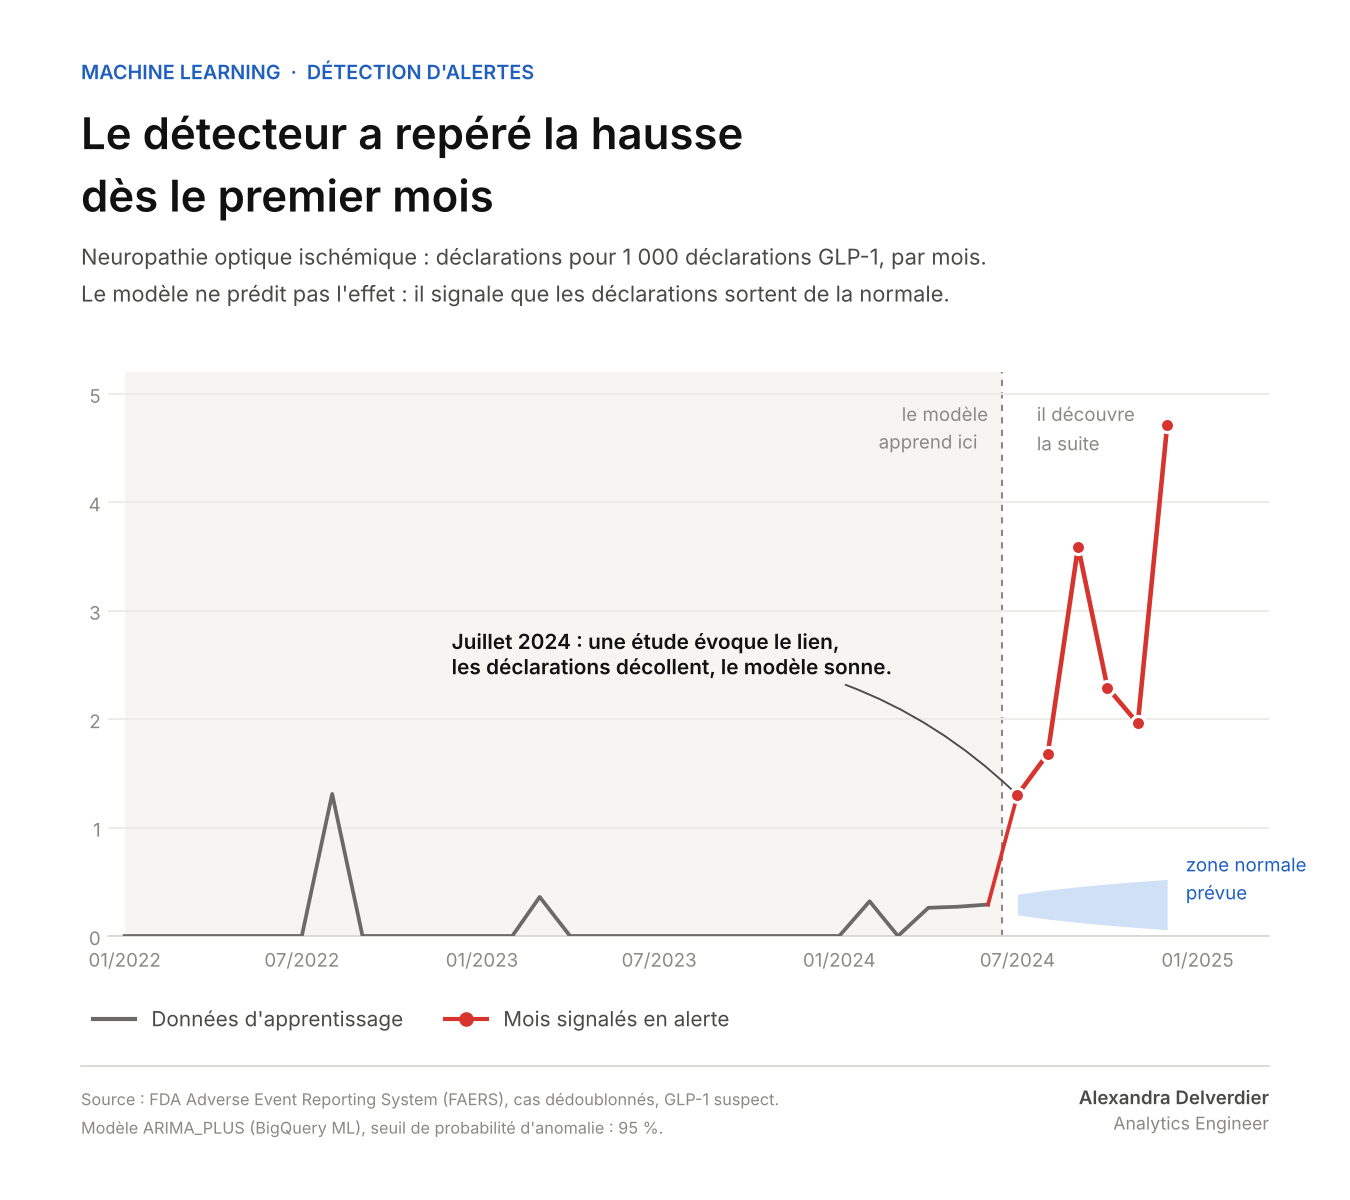 MACHINE LEARNING · DÉTECTION D'ALERTES
Le détecteur a repéré la hausse
dès le premier mois
Neuropathie optique ischémique : déclarations pour 1 000 déclarations GLP-1, par mois.
Le modèle ne prédit pas l'effet : il signale que les déclarations sortent de la normale.
5
le modèle
apprend ici
il découvre
la suite
4
3
Juillet 2024 : une étude évoque le lien,
les déclarations décollent, le modèle sonne.
2
1
zone normale
prévue
0
01/2022 07/2022 01/2023 07/2023 01/2024 07/2024 01/2025
Données d'apprentissage Mois signalés en alerte
Source : FDA Adverse Event Reporting System (FAERS), cas dédoublonnés, GLP-1 suspect.
Modèle ARIMA_PLUS (BigQuery ML), seuil de probabilité d'anomalie : 95 %.
Alexandra Delverdier
Analytics Engineer